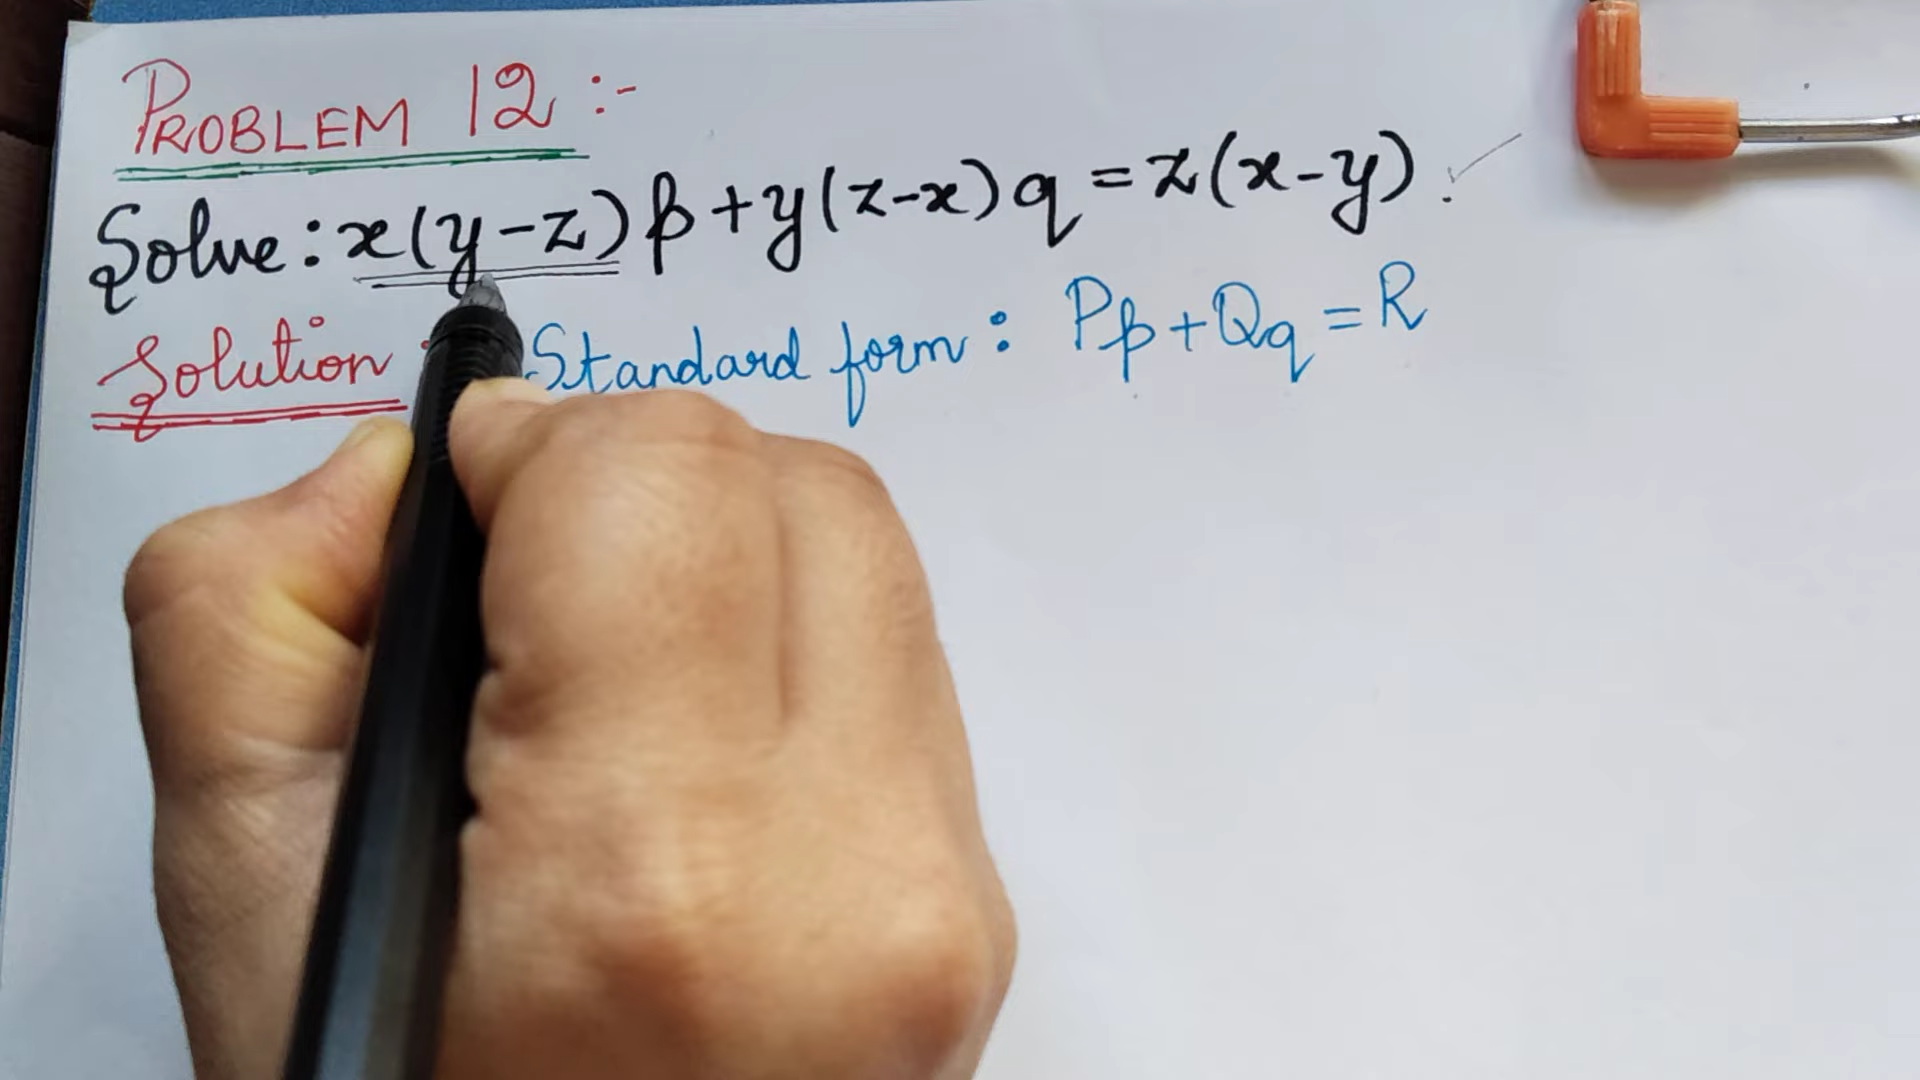 PROBLEM 12 :-
Solve : x(y-z)p + y(z-x)q = z(x-y).
Solution : Standard form : Pp + Qq = R